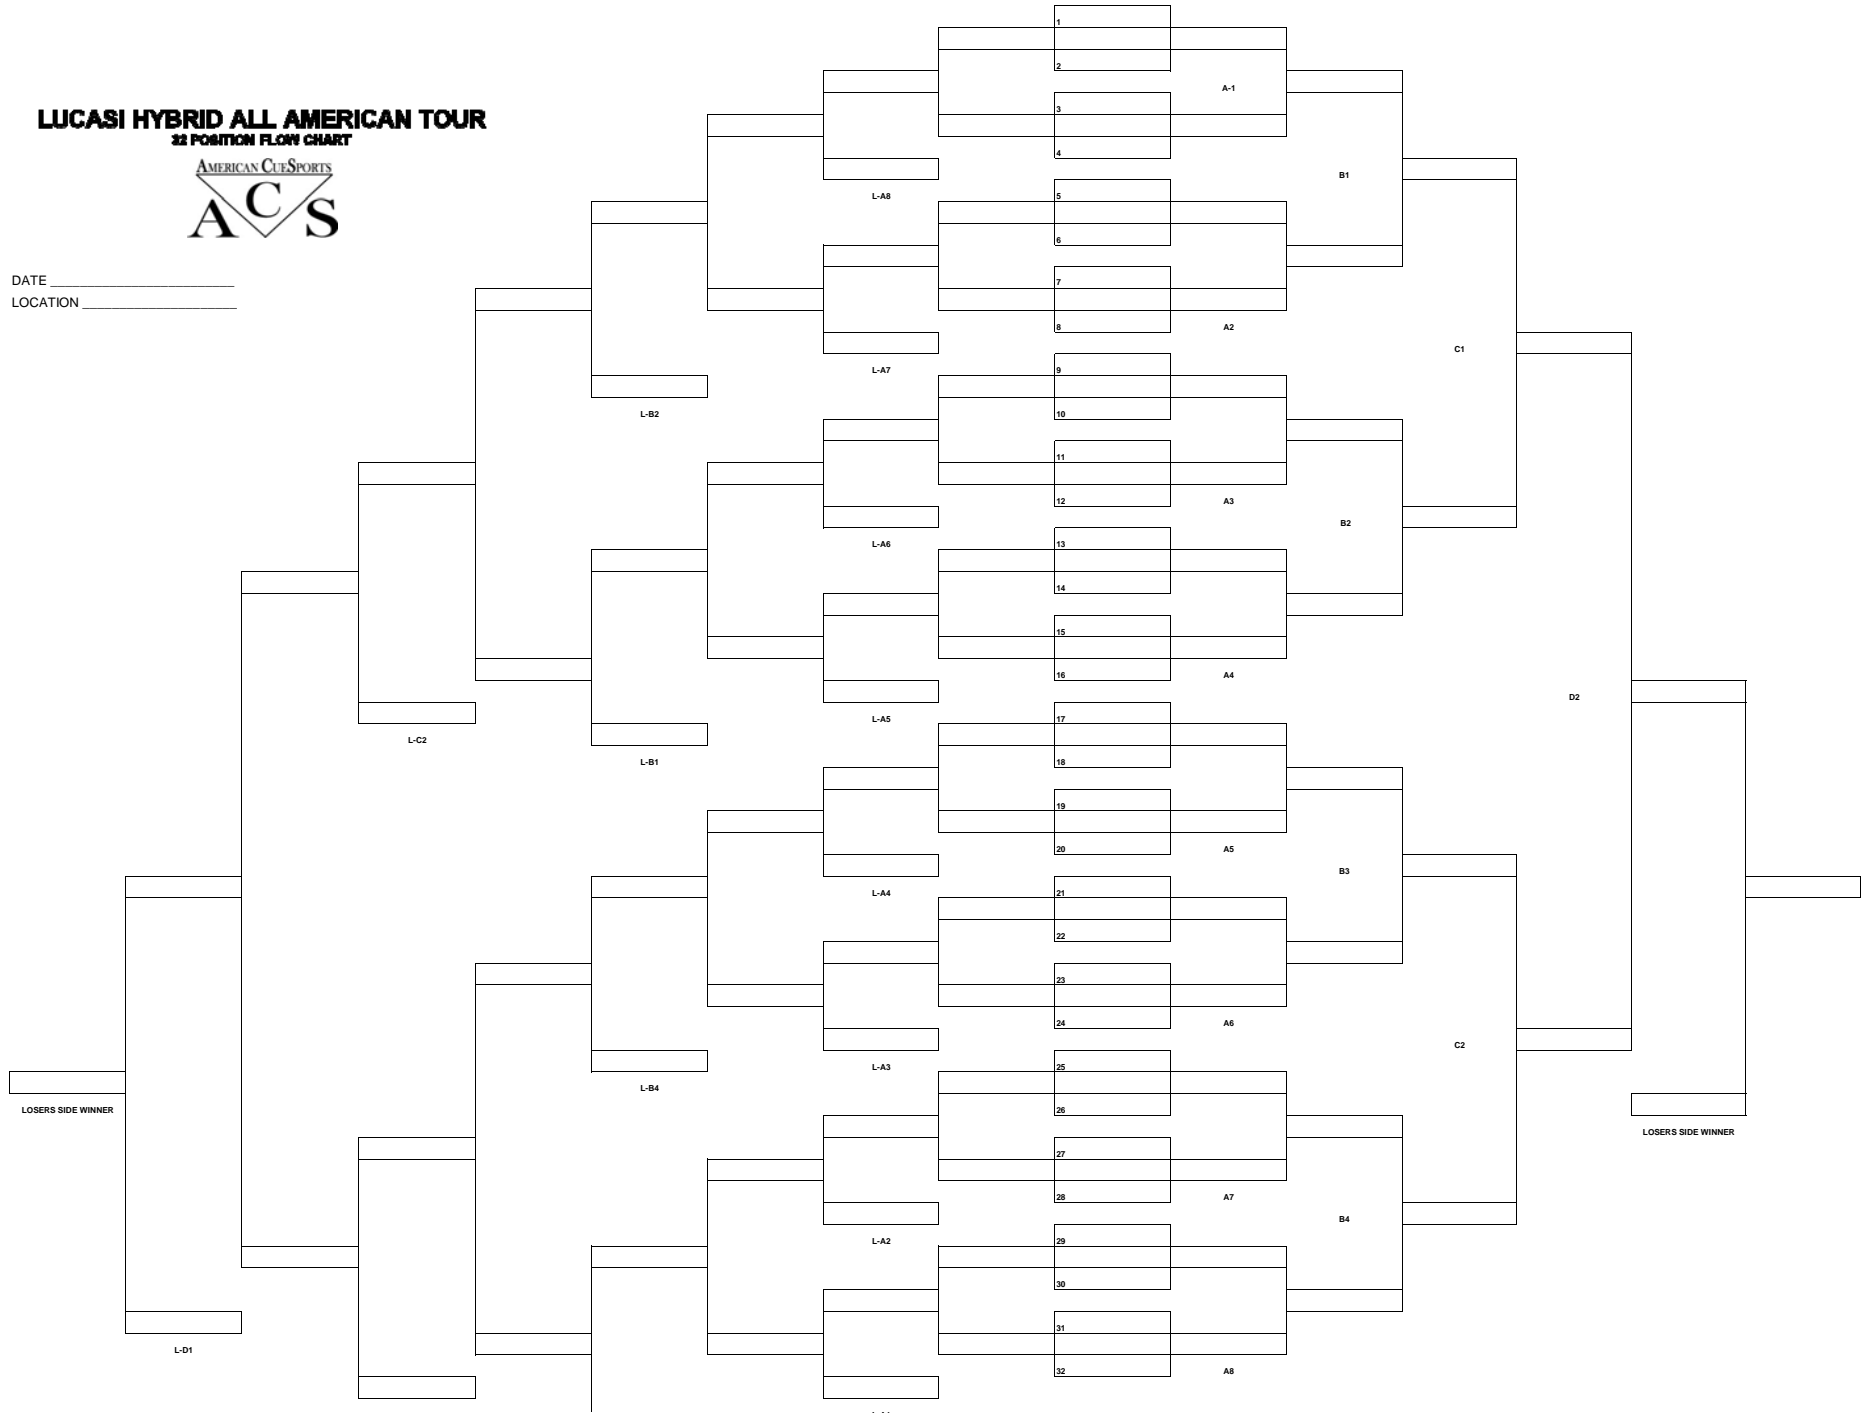 LUCASI HYBRID ALL AMERICAN TOUR
32 POSITION FLOW CHART
AMERICAN CUESPORTS
ACS
DATE
LOCATION
1
2
A-1
3
4
B1
L-A8
5
6
7
8
A2
C1
L-A7
9
10
L-B2
11
12
A3
B2
L-A6
13
14
15
16
A4
D2
L-A5
17
L-C2
18
L-B1
19
20
A5
B3
L-A4
21
22
23
24
A6
C2
L-A3
25
L-B4
26
LOSERS SIDE WINNER
LOSERS SIDE WINNER
27
28
A7
B4
L-A2
29
30
31
L-D1
32
A8